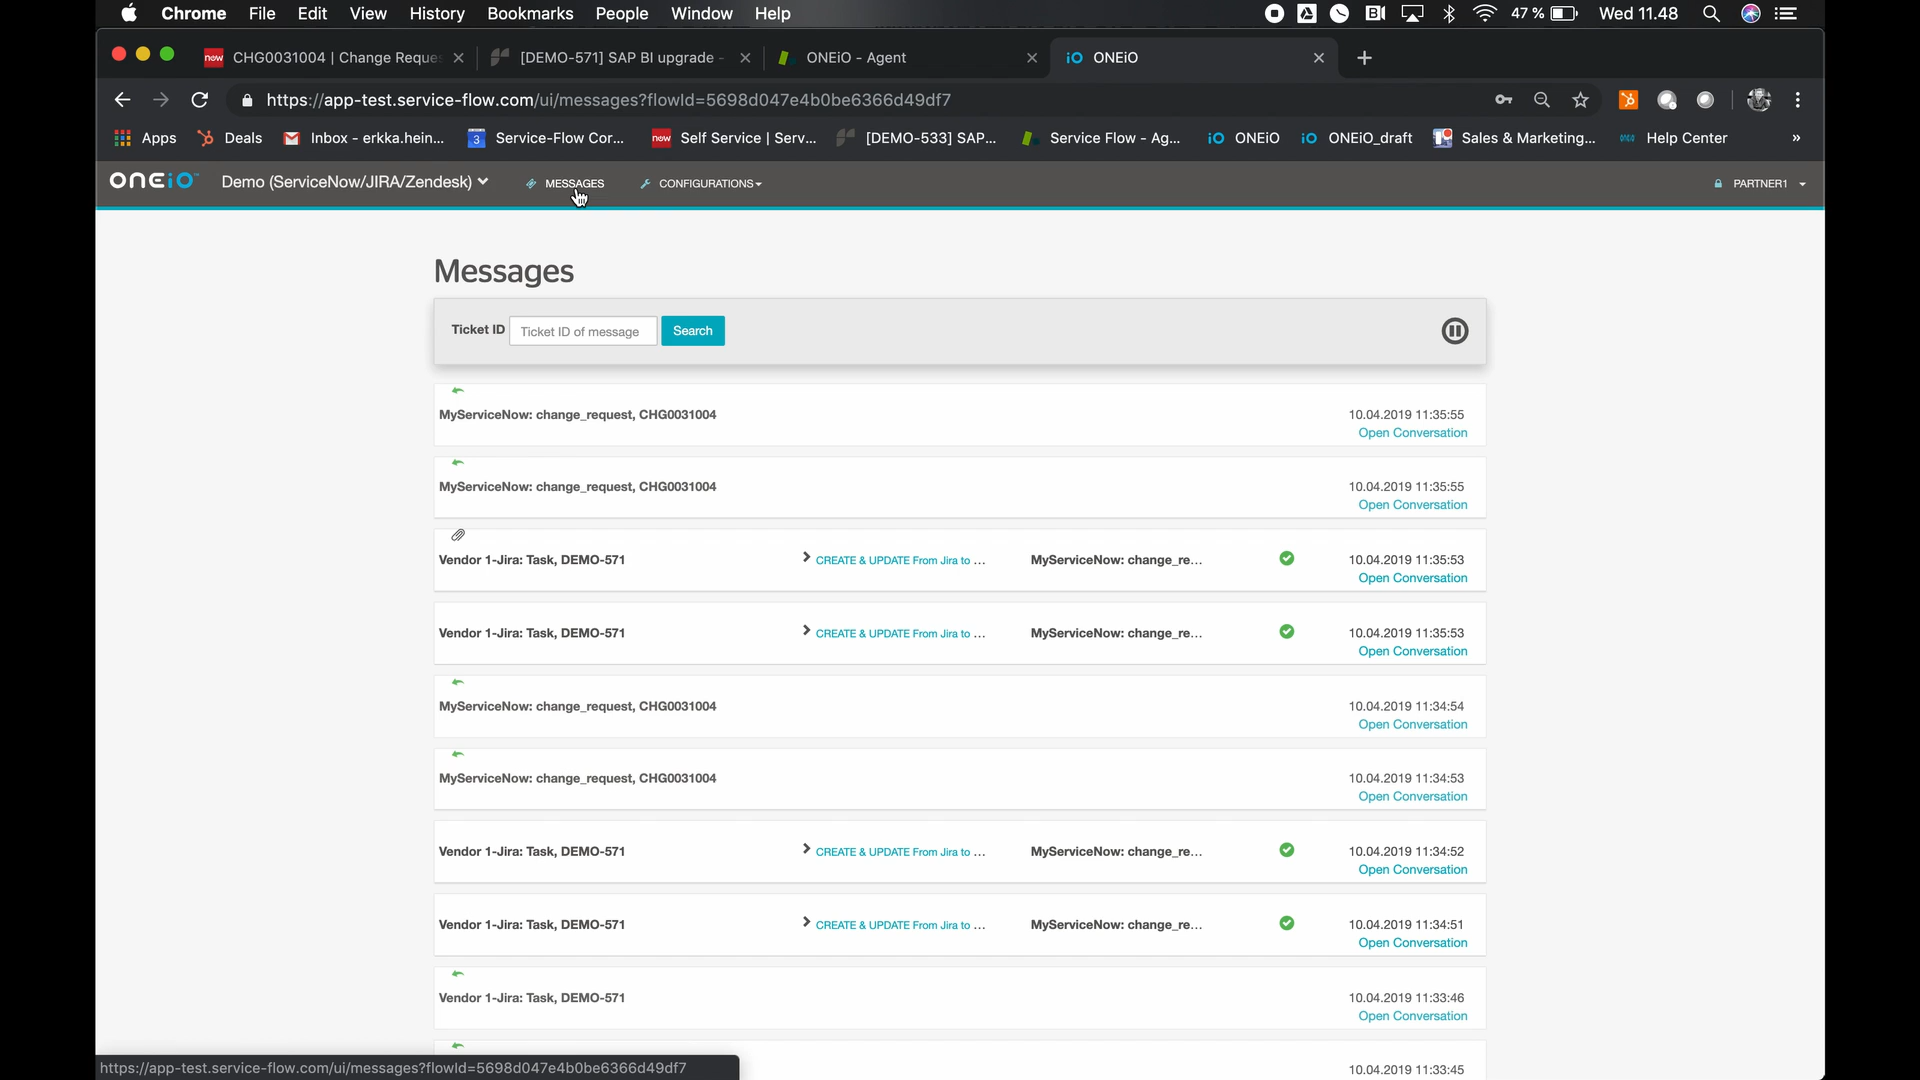 Chrome File Edit View History Bookmarks People Window Help 47 % Wed 11.48
now CHG0031004 | Change Reque [DEMO-571] SAP BI upgrade - ONEiO - Agent iO ONEiO
https://app-test.service-flow.com/ui/messages?flowId=5698d047e4b0be6366d49df7
Apps Deals Inbox - erkka.hein... 3 Service-Flow Cor... now Self Service | Serv... [DEMO-533] SAP... Service Flow - Ag... iO ONEiO iO ONEiO_draft Sales & Marketing... Help Center »
ONEiO Demo (ServiceNow/JIRA/Zendesk) MESSAGES CONFIGURATIONS PARTNER1
Messages
Ticket ID Ticket ID of message Search
MyServiceNow: change_request, CHG0031004 10.04.2019 11:35:55
Open Conversation
MyServiceNow: change_request, CHG0031004 10.04.2019 11:35:55
Open Conversation
Vendor 1-Jira: Task, DEMO-571 CREATE & UPDATE From Jira to ... MyServiceNow: change_re... 10.04.2019 11:35:53
Open Conversation
Vendor 1-Jira: Task, DEMO-571 CREATE & UPDATE From Jira to ... MyServiceNow: change_re... 10.04.2019 11:35:53
Open Conversation
MyServiceNow: change_request, CHG0031004 10.04.2019 11:34:54
Open Conversation
MyServiceNow: change_request, CHG0031004 10.04.2019 11:34:53
Open Conversation
Vendor 1-Jira: Task, DEMO-571 CREATE & UPDATE From Jira to ... MyServiceNow: change_re... 10.04.2019 11:34:52
Open Conversation
Vendor 1-Jira: Task, DEMO-571 CREATE & UPDATE From Jira to ... MyServiceNow: change_re... 10.04.2019 11:34:51
Open Conversation
Vendor 1-Jira: Task, DEMO-571 10.04.2019 11:33:46
Open Conversation
10.04.2019 11:33:45
https://app-test.service-flow.com/ui/messages?flowId=5698d047e4b0be6366d49df7